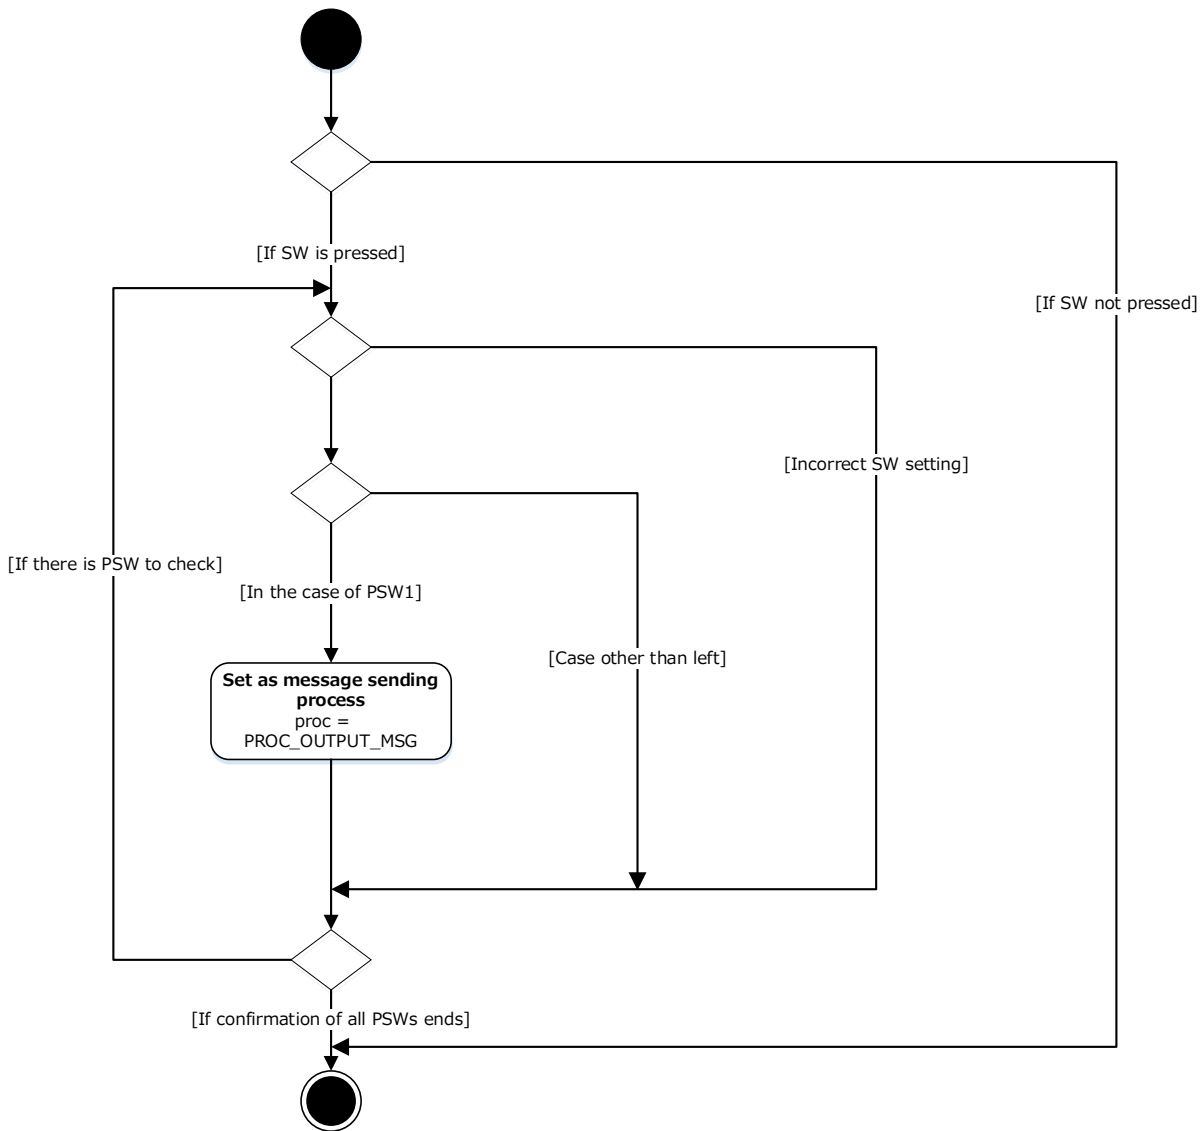 [If SW is pressed]
[If SW not pressed]
[Incorrect SW setting]
[If there is PSW to check]
[In the case of PSW1]
[Case other than left]
Set as message sending
process
proc =
PROC_OUTPUT_MSG
[If confirmation of all PSWs ends]